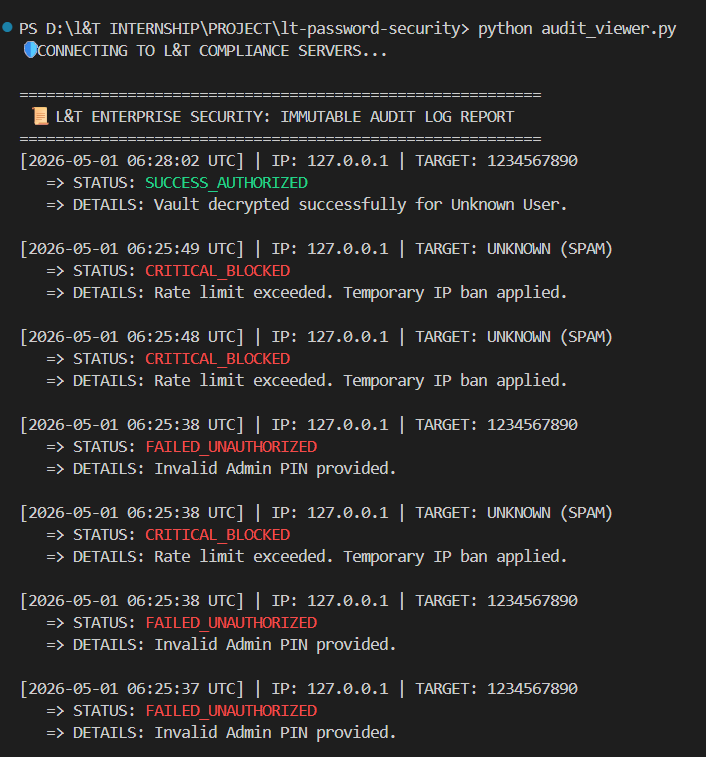 PS D:\l&T INTERNSHIP\PROJECT\lt-password-security> python audit_viewer.py
CONNECTING TO L&T COMPLIANCE SERVERS...
==========================================================
📜 L&T ENTERPRISE SECURITY: IMMUTABLE AUDIT LOG REPORT
==========================================================
[2026-05-01 06:28:02 UTC] | IP: 127.0.0.1 | TARGET: 1234567890
=> STATUS: SUCCESS_AUTHORIZED
=> DETAILS: Vault decrypted successfully for Unknown User.
[2026-05-01 06:25:49 UTC] | IP: 127.0.0.1 | TARGET: UNKNOWN (SPAM)
=> STATUS: CRITICAL_BLOCKED
=> DETAILS: Rate limit exceeded. Temporary IP ban applied.
[2026-05-01 06:25:48 UTC] | IP: 127.0.0.1 | TARGET: UNKNOWN (SPAM)
=> STATUS: CRITICAL_BLOCKED
=> DETAILS: Rate limit exceeded. Temporary IP ban applied.
[2026-05-01 06:25:38 UTC] | IP: 127.0.0.1 | TARGET: 1234567890
=> STATUS: FAILED_UNAUTHORIZED
=> DETAILS: Invalid Admin PIN provided.
[2026-05-01 06:25:38 UTC] | IP: 127.0.0.1 | TARGET: UNKNOWN (SPAM)
=> STATUS: CRITICAL_BLOCKED
=> DETAILS: Rate limit exceeded. Temporary IP ban applied.
[2026-05-01 06:25:38 UTC] | IP: 127.0.0.1 | TARGET: 1234567890
=> STATUS: FAILED_UNAUTHORIZED
=> DETAILS: Invalid Admin PIN provided.
[2026-05-01 06:25:37 UTC] | IP: 127.0.0.1 | TARGET: 1234567890
=> STATUS: FAILED_UNAUTHORIZED
=> DETAILS: Invalid Admin PIN provided.